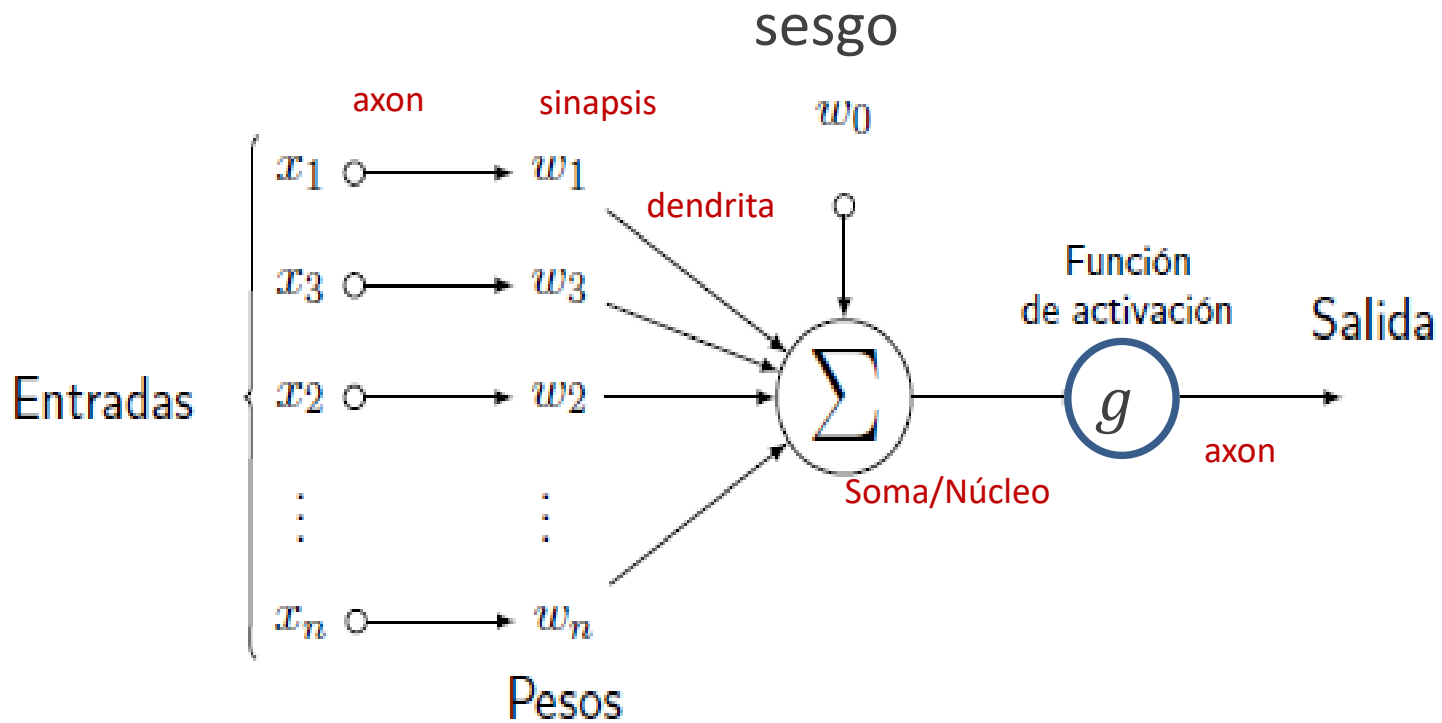 sesgo
axon sinapsis w0
x1 w1
dendrita
x3 w3
Función
de activación
Salida
Entradas
x2 w2
Σ
g
axon
Soma/Núcleo
⋮ ⋮
xn wn
Pesos